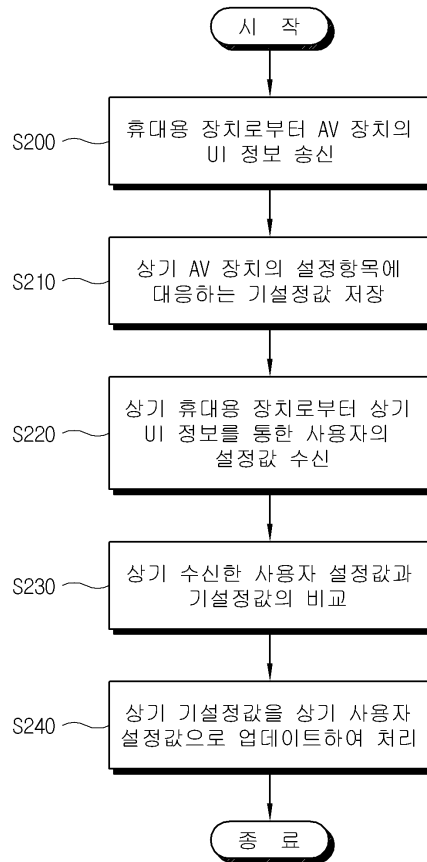 시 작
S200
휴대용 장치로부터 AV 장치의
UI 정보 송신
S210
상기 AV 장치의 설정항목에
대응하는 기설정값 저장
S220
상기 휴대용 장치로부터 상기
UI 정보를 통한 사용자의
설정값 수신
S230
상기 수신한 사용자 설정값과
기설정값의 비교
S240
상기 기설정값을 상기 사용자
설정값으로 업데이트하여 처리
종 료